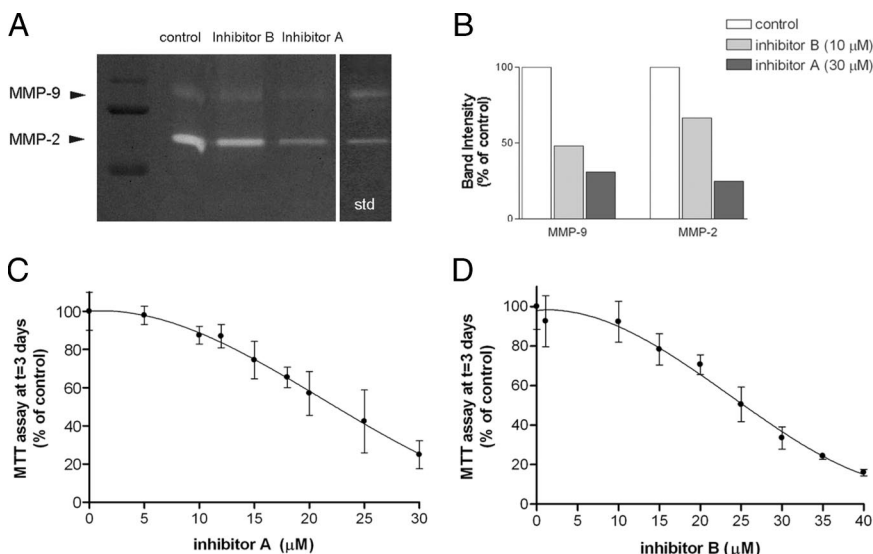 A
control Inhibitor B Inhibitor A
MMP-9
MMP-2
std
B
control
inhibitor B (10 μM)
inhibitor A (30 μM)
Band Intensity
(% of control)
100
50
0
MMP-9 MMP-2
C
MTT assay at t=3 days
(% of control)
100
80
60
40
20
0
0 5 10 15 20 25 30
inhibitor A (μM)
D
MTT assay at t=3 days
(% of control)
100
80
60
40
20
0
0 5 10 15 20 25 30 35 40
inhibitor B (μM)